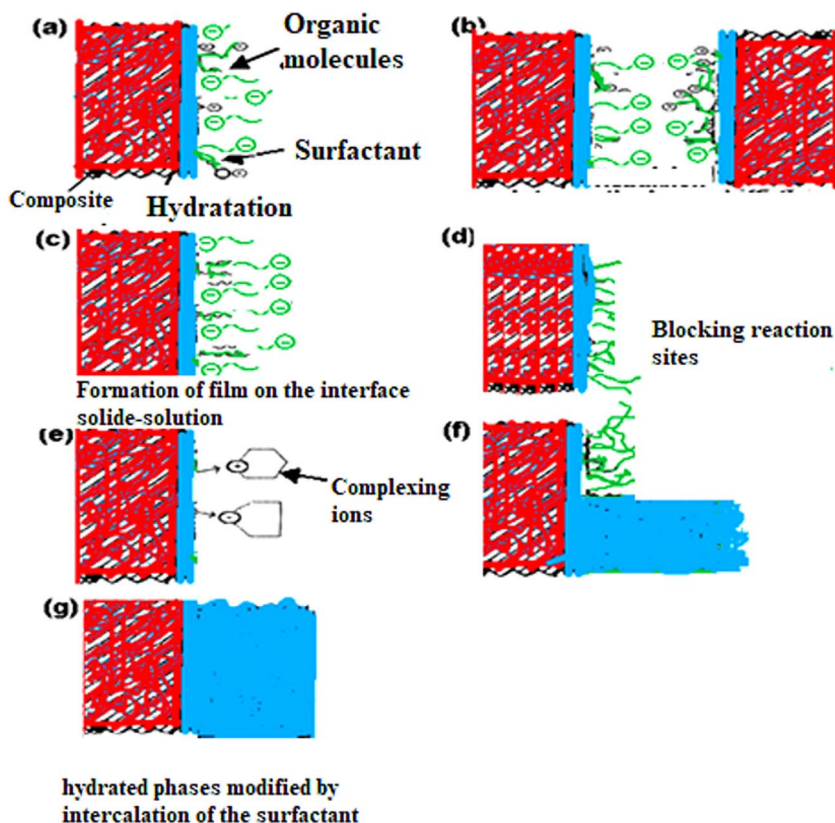 (a)
Organic
molecules
Surfactant
Composite
Hydratation
(b)
(c)
Formation of film on the interface
solide-solution
(d)
Blocking reaction
sites
(e)
Complexing
ions
(f)
(g)
hydrated phases modified by
intercalation of the surfactant